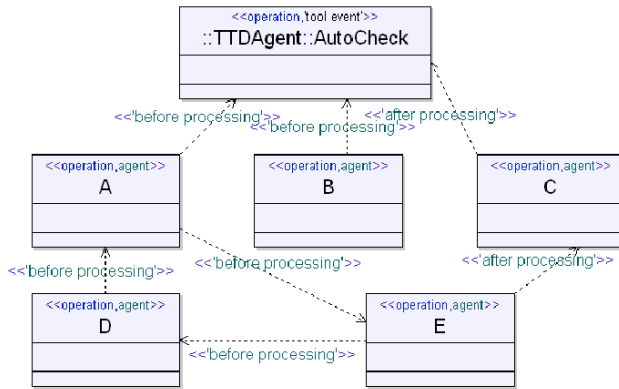 <<operation,'tool event'>>
::TTDAgent::AutoCheck
<<'before processing'>>
<<'before processing'>>
<<'after processing'>>
<<operation,agent>>
A
<<operation,agent>>
B
<<operation,agent>>
C
<<'before processing'>>
<<'before processing'>>
<<'after processing'>>
<<operation,agent>>
D
<<operation,agent>>
E
<<'before processing'>>